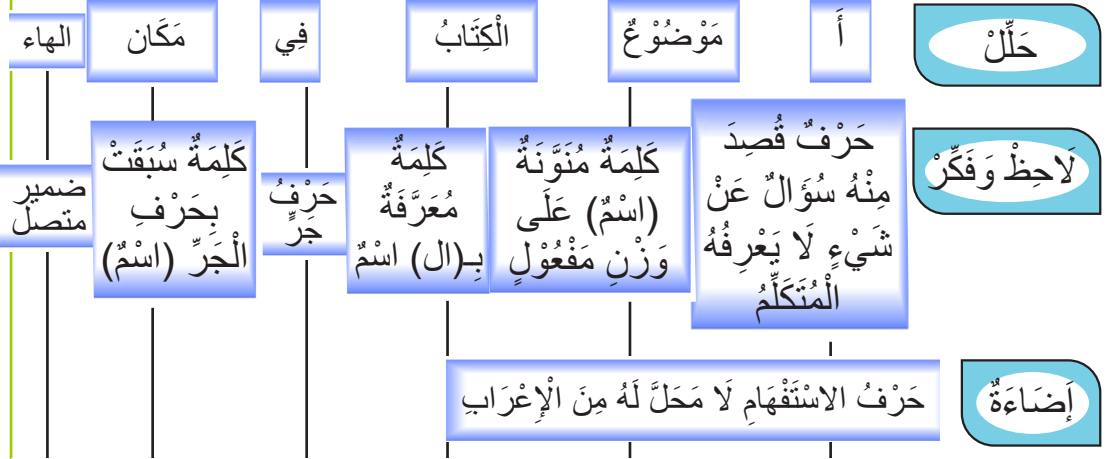 حَلِّلْ
أَ
مَوْضُوْعٌ
الْكِتَابُ
فِي
مَكَان
الهاء
لَاحِظْ وَفَكِّرْ
حَرْفٌ قُصِدَ
مِنْهُ سُؤَالٌ عَنْ
شَيْءٍ لَا يَعْرِفُهُ
الْمُتَكَلِّمُ
كَلِمَةٌ مُنَوَّنَةٌ
(اسْمٌ) عَلَى
وَزْنِ مَفْعُوْلٍ
كَلِمَةٌ
مُعَرَّفَةٌ
بِـ(ال) اسْمٌ
حَرْفُ
جَرٍّ
كَلِمَةٌ سُبَقَتْ
بِحَرْفِ
الْجَرِّ (اسْمٌ)
ضمير
متصل
إَضَاءَةٌ
حَرْفُ الاسْتَفْهَامِ لَا مَحَلَّ لَهُ مِنَ الْإِعْرَابِ